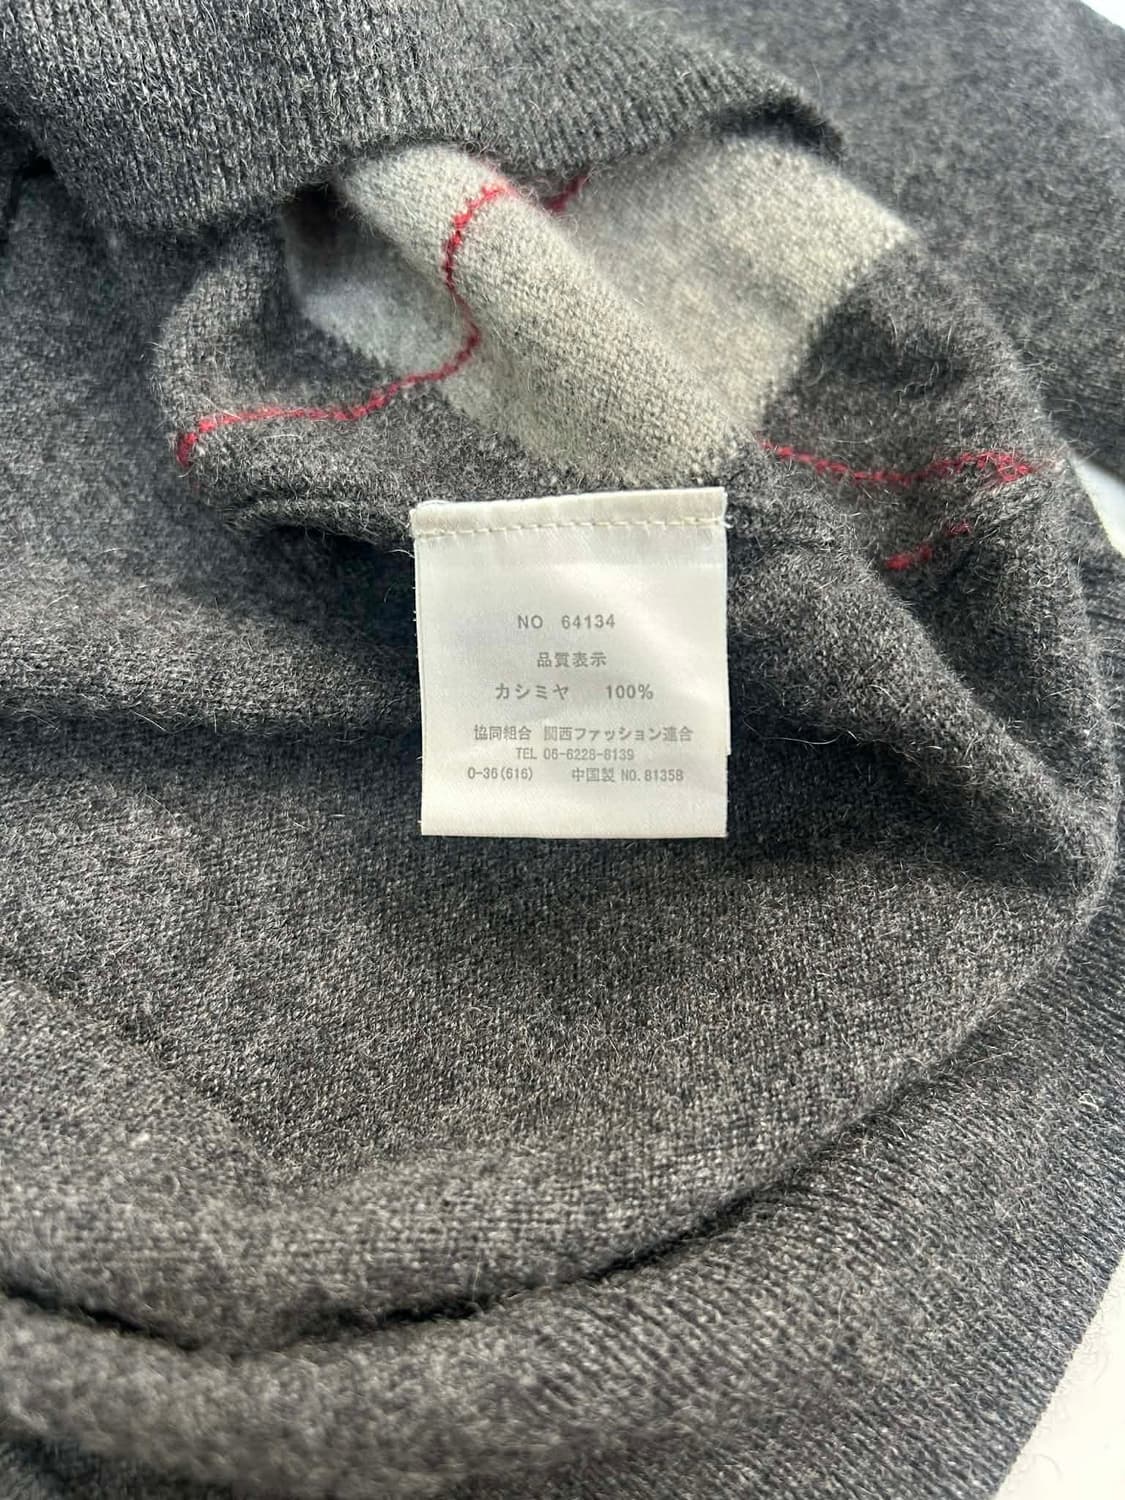 NO 64134
品質表示
カシミヤ 100%
協同組合 関西ファッション連合
TEL 06-6228-6139
0-36(616) 中国製 NO.81358